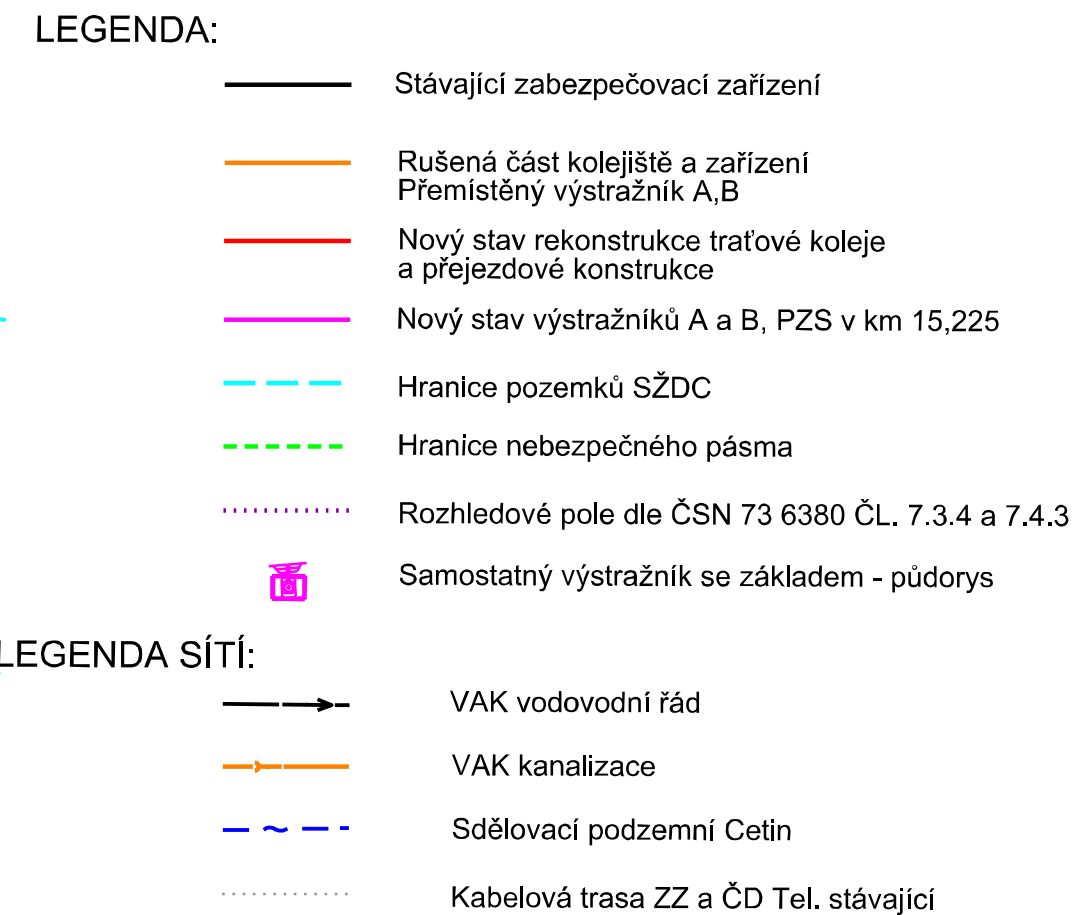 LEGENDA:
Stávající zabezpečovací zařízení
Rušená část kolejiště a zařízení
Přemístěný výstražník A,B
Nový stav rekonstrukce traťové koleje
a přejezdové konstrukce
Nový stav výstražníků A a B, PZS v km 15,225
Hranice pozemků SŽDC
Hranice nebezpečného pásma
Rozhledové pole dle ČSN 73 6380 ČL. 7.3.4 a 7.4.3
Samostatný výstražník se základem - půdorys
LEGENDA SÍTÍ:
VAK vodovodní řád
VAK kanalizace
Sdělovací podzemní Cetin
Kabelová trasa ZZ a ČD Tel. stávající